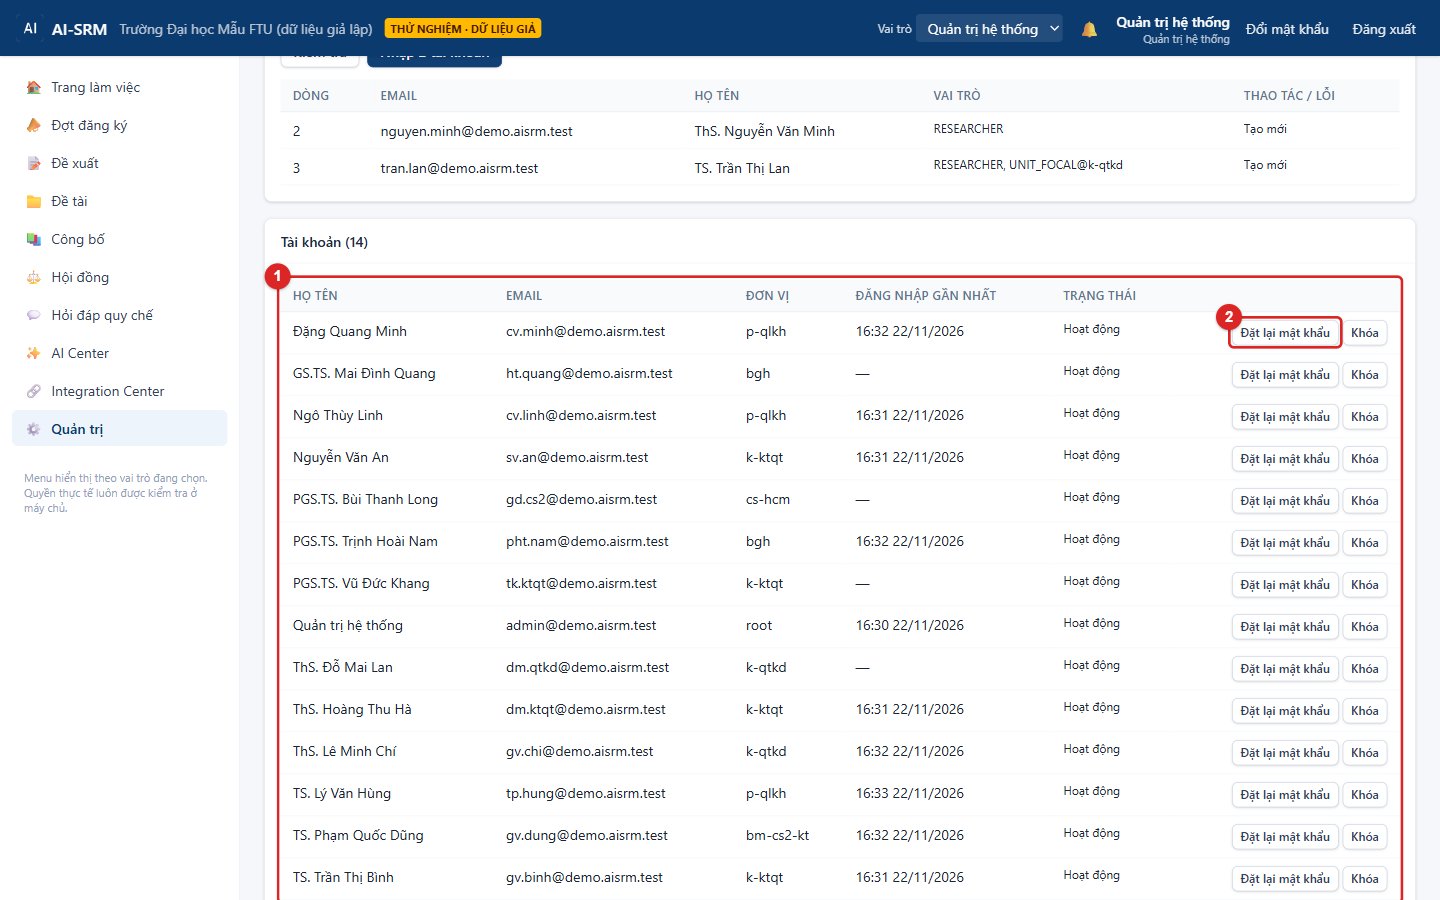 AI AI-SRM Trường Đại học Mẫu FTU (dữ liệu giả lập) THỬ NGHIỆM · DỮ LIỆU GIẢ Vai trò Quản trị hệ thống Quản trị hệ thống Đổi mật khẩu Đăng xuất
Quản trị hệ thống
Trang làm việc
Đợt đăng ký
Đề xuất
Đề tài
Công bố
Hội đồng
Hỏi đáp quy chế
AI Center
Integration Center
Quản trị
Menu hiển thị theo vai trò đang chọn.
Quyền thực tế luôn được kiểm tra ở
máy chủ.
DÒNG EMAIL HỌ TÊN VAI TRÒ THAO TÁC / LỖI
2 nguyen.minh@demo.aisrm.test ThS. Nguyễn Văn Minh RESEARCHER Tạo mới
3 tran.lan@demo.aisrm.test TS. Trần Thị Lan RESEARCHER, UNIT_FOCAL@k-qtkd Tạo mới
Tài khoản (14)
1
HỌ TÊN EMAIL ĐƠN VỊ ĐĂNG NHẬP GẦN NHẤT TRẠNG THÁI
2
Đặng Quang Minh cv.minh@demo.aisrm.test p-qlkh 16:32 22/11/2026 Hoạt động Đặt lại mật khẩu Khóa
GS.TS. Mai Đình Quang ht.quang@demo.aisrm.test bgh — Hoạt động Đặt lại mật khẩu Khóa
Ngô Thùy Linh cv.linh@demo.aisrm.test p-qlkh 16:31 22/11/2026 Hoạt động Đặt lại mật khẩu Khóa
Nguyễn Văn An sv.an@demo.aisrm.test k-ktqt 16:31 22/11/2026 Hoạt động Đặt lại mật khẩu Khóa
PGS.TS. Bùi Thanh Long gd.cs2@demo.aisrm.test cs-hcm — Hoạt động Đặt lại mật khẩu Khóa
PGS.TS. Trịnh Hoài Nam pht.nam@demo.aisrm.test bgh 16:32 22/11/2026 Hoạt động Đặt lại mật khẩu Khóa
PGS.TS. Vũ Đức Khang tk.ktqt@demo.aisrm.test k-ktqt — Hoạt động Đặt lại mật khẩu Khóa
Quản trị hệ thống admin@demo.aisrm.test root 16:30 22/11/2026 Hoạt động Đặt lại mật khẩu Khóa
ThS. Đỗ Mai Lan dm.qtkd@demo.aisrm.test k-qtkd — Hoạt động Đặt lại mật khẩu Khóa
ThS. Hoàng Thu Hà dm.ktqt@demo.aisrm.test k-ktqt 16:31 22/11/2026 Hoạt động Đặt lại mật khẩu Khóa
ThS. Lê Minh Chí gv.chi@demo.aisrm.test k-qtkd 16:32 22/11/2026 Hoạt động Đặt lại mật khẩu Khóa
TS. Lý Văn Hùng tp.hung@demo.aisrm.test p-qlkh 16:33 22/11/2026 Hoạt động Đặt lại mật khẩu Khóa
TS. Phạm Quốc Dũng gv.dung@demo.aisrm.test bm-cs2-kt 16:32 22/11/2026 Hoạt động Đặt lại mật khẩu Khóa
TS. Trần Thị Bình gv.binh@demo.aisrm.test k-ktqt 16:31 22/11/2026 Hoạt động Đặt lại mật khẩu Khóa